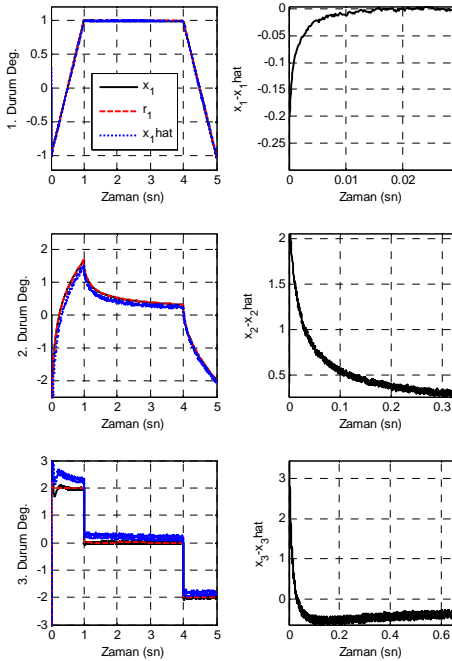 1
0
-0.5
-1
0 1 2 3 4 5
Zaman (sn)
1. Durum Deg.
x1
r1
x1hat
0
-0.05
-0.1
-0.15
-0.2
-0.25
0 0.01 0.02
Zaman (sn)
x1-x1hat
2
1
0
-1
-2
0 1 2 3 4 5
Zaman (sn)
2. Durum Deg.
2
1.5
1
0.5
0 0.1 0.2 0.3
Zaman (sn)
x2-x2hat
3
2
1
0
-1
-2
-3
0 1 2 3 4 5
Zaman (sn)
3. Durum Deg.
3
2
1
0
0 0.2 0.4 0.6
Zaman (sn)
x3-x3hat